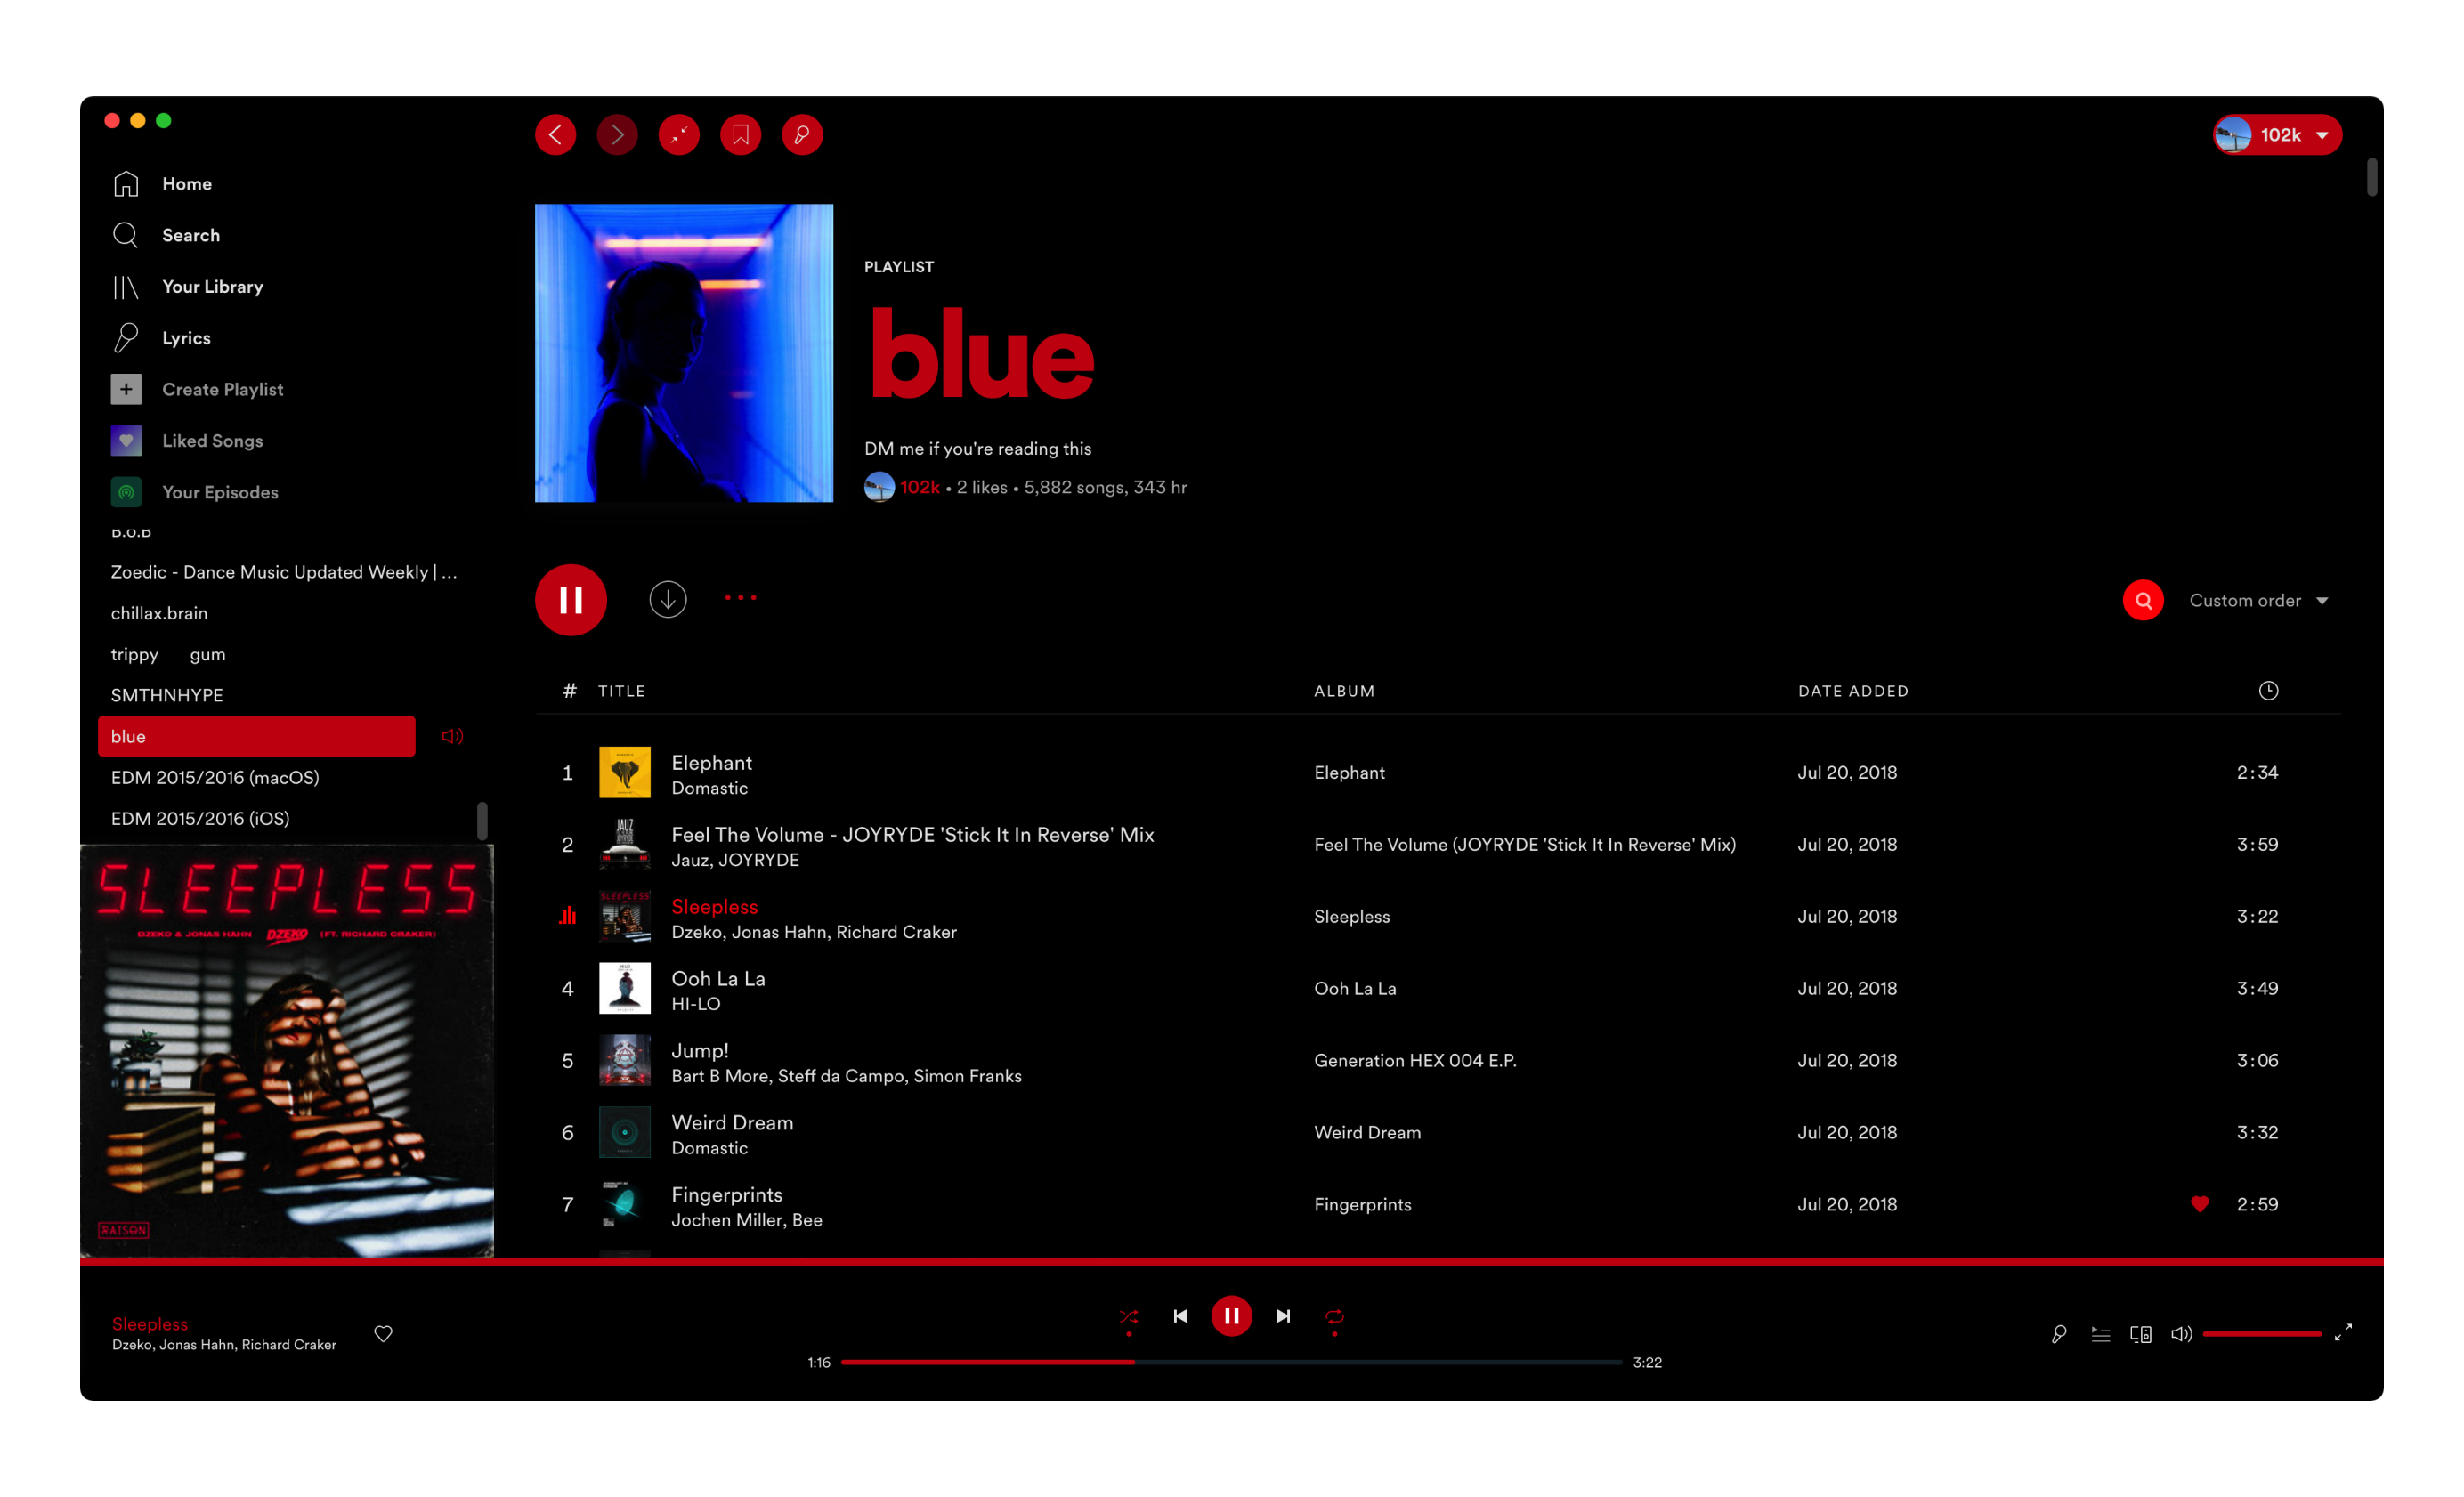 102k
Home
Search
Your Library
Lyrics
Create Playlist
Liked Songs
Your Episodes
B.o.B
Zoedic - Dance Music Updated Weekly | ...
chillax.brain
trippy gum
SMTHNHYPE
blue
EDM 2015/2016 (macOS)
EDM 2015/2016 (iOS)
SLEEPLESS
DZEKO & JONAS HAHN DZEKO (FT. RICHARD CRAKER)
RAISON
PLAYLIST
blue
DM me if you're reading this
102k • 2 likes • 5,882 songs, 343 hr
Custom order
# TITLE ALBUM DATE ADDED
1 Elephant Elephant Jul 20, 2018 2:34
Domastic
2 Feel The Volume - JOYRYDE 'Stick It In Reverse' Mix Feel The Volume (JOYRYDE 'Stick It In Reverse' Mix) Jul 20, 2018 3:59
Jauz, JOYRYDE
Sleepless Sleepless Jul 20, 2018 3:22
Dzeko, Jonas Hahn, Richard Craker
4 Ooh La La Ooh La La Jul 20, 2018 3:49
HI-LO
5 Jump! Generation HEX 004 E.P. Jul 20, 2018 3:06
Bart B More, Steff da Campo, Simon Franks
6 Weird Dream Weird Dream Jul 20, 2018 3:32
Domastic
7 Fingerprints Fingerprints Jul 20, 2018 2:59
Jochen Miller, Bee
Sleepless
Dzeko, Jonas Hahn, Richard Craker
1:16 3:22